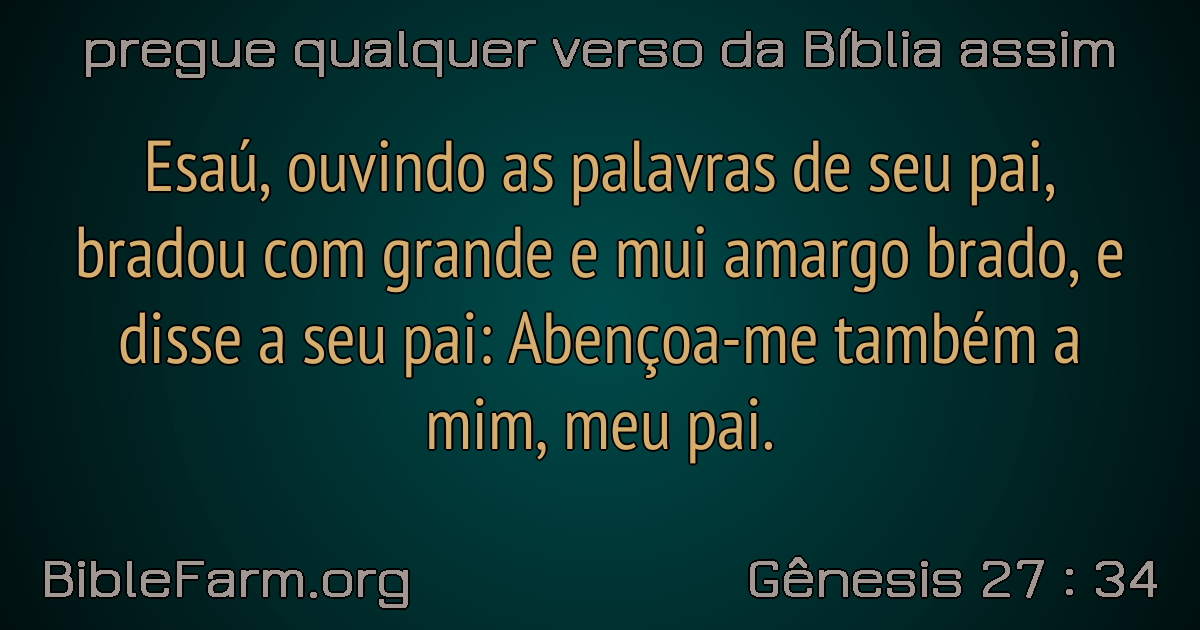 pregue qualquer verso da Bíblia assim
Esaú, ouvindo as palavras de seu pai,
bradou com grande e mui amargo brado, e
disse a seu pai: Abençoa-me também a
mim, meu pai.
BibleFarm.org
Gênesis 27 : 34